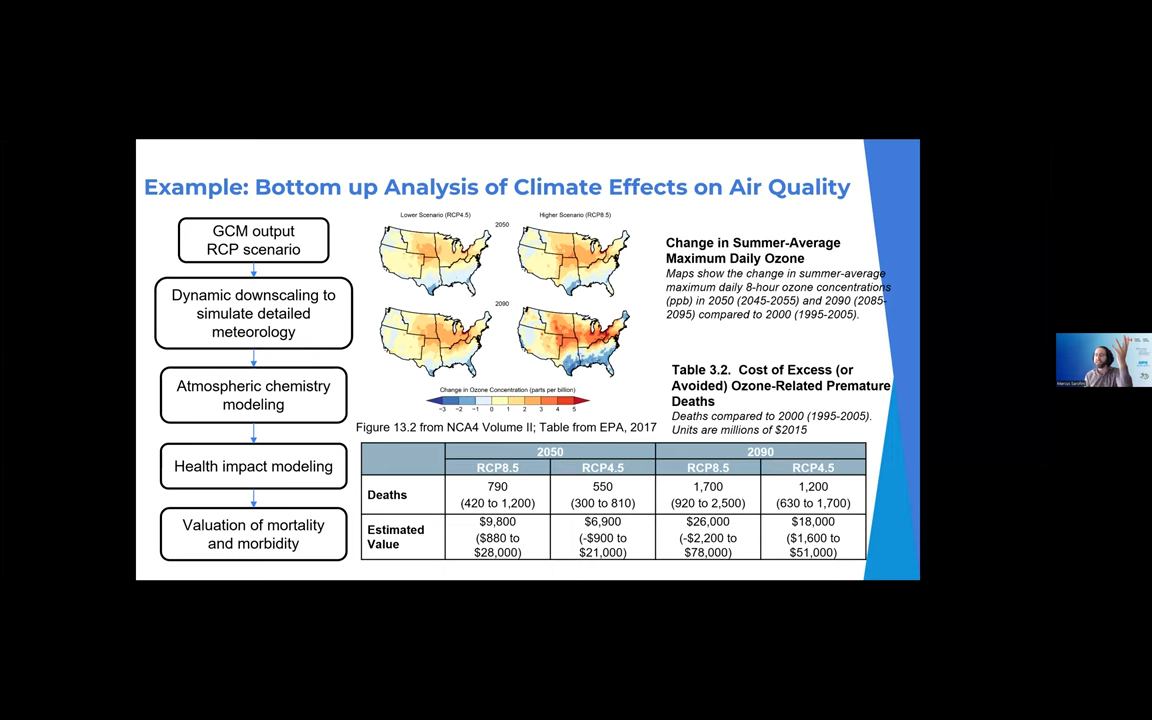 Example: Bottom up Analysis of Climate Effects on Air Quality
GCM output
RCP scenario
Dynamic downscaling to
simulate detailed
meteorology
Atmospheric chemistry
modeling
Health impact modeling
Valuation of mortality
and morbidity
Lower Scenario (RCP4.5)
Higher Scenario (RCP8.5)
2050
2090
Change in Ozone Concentration (parts per billion)
−3 −2 −1 0 1 2 3 4 5
Figure 13.2 from NCA4 Volume II; Table from EPA, 2017
Change in Summer-Average
Maximum Daily Ozone
Maps show the change in summer-average
maximum daily 8-hour ozone concentrations
(ppb) in 2050 (2045-2055) and 2090 (2085-
2095) compared to 2000 (1995-2005).
Table 3.2. Cost of Excess (or
Avoided) Ozone-Related Premature
Deaths
Deaths compared to 2000 (1995-2005).
Units are millions of $2015
2050 2090
RCP8.5 RCP4.5 RCP8.5 RCP4.5
Deaths
790 550 1,700 1,200
(420 to 1,200) (300 to 810) (920 to 2,500) (630 to 1,700)
Estimated
Value
$9,800 $6,900 $26,000 $18,000
($880 to (-$900 to (-$2,200 to ($1,600 to
$28,000) $21,000) $78,000) $51,000)
Marcus Sarofim